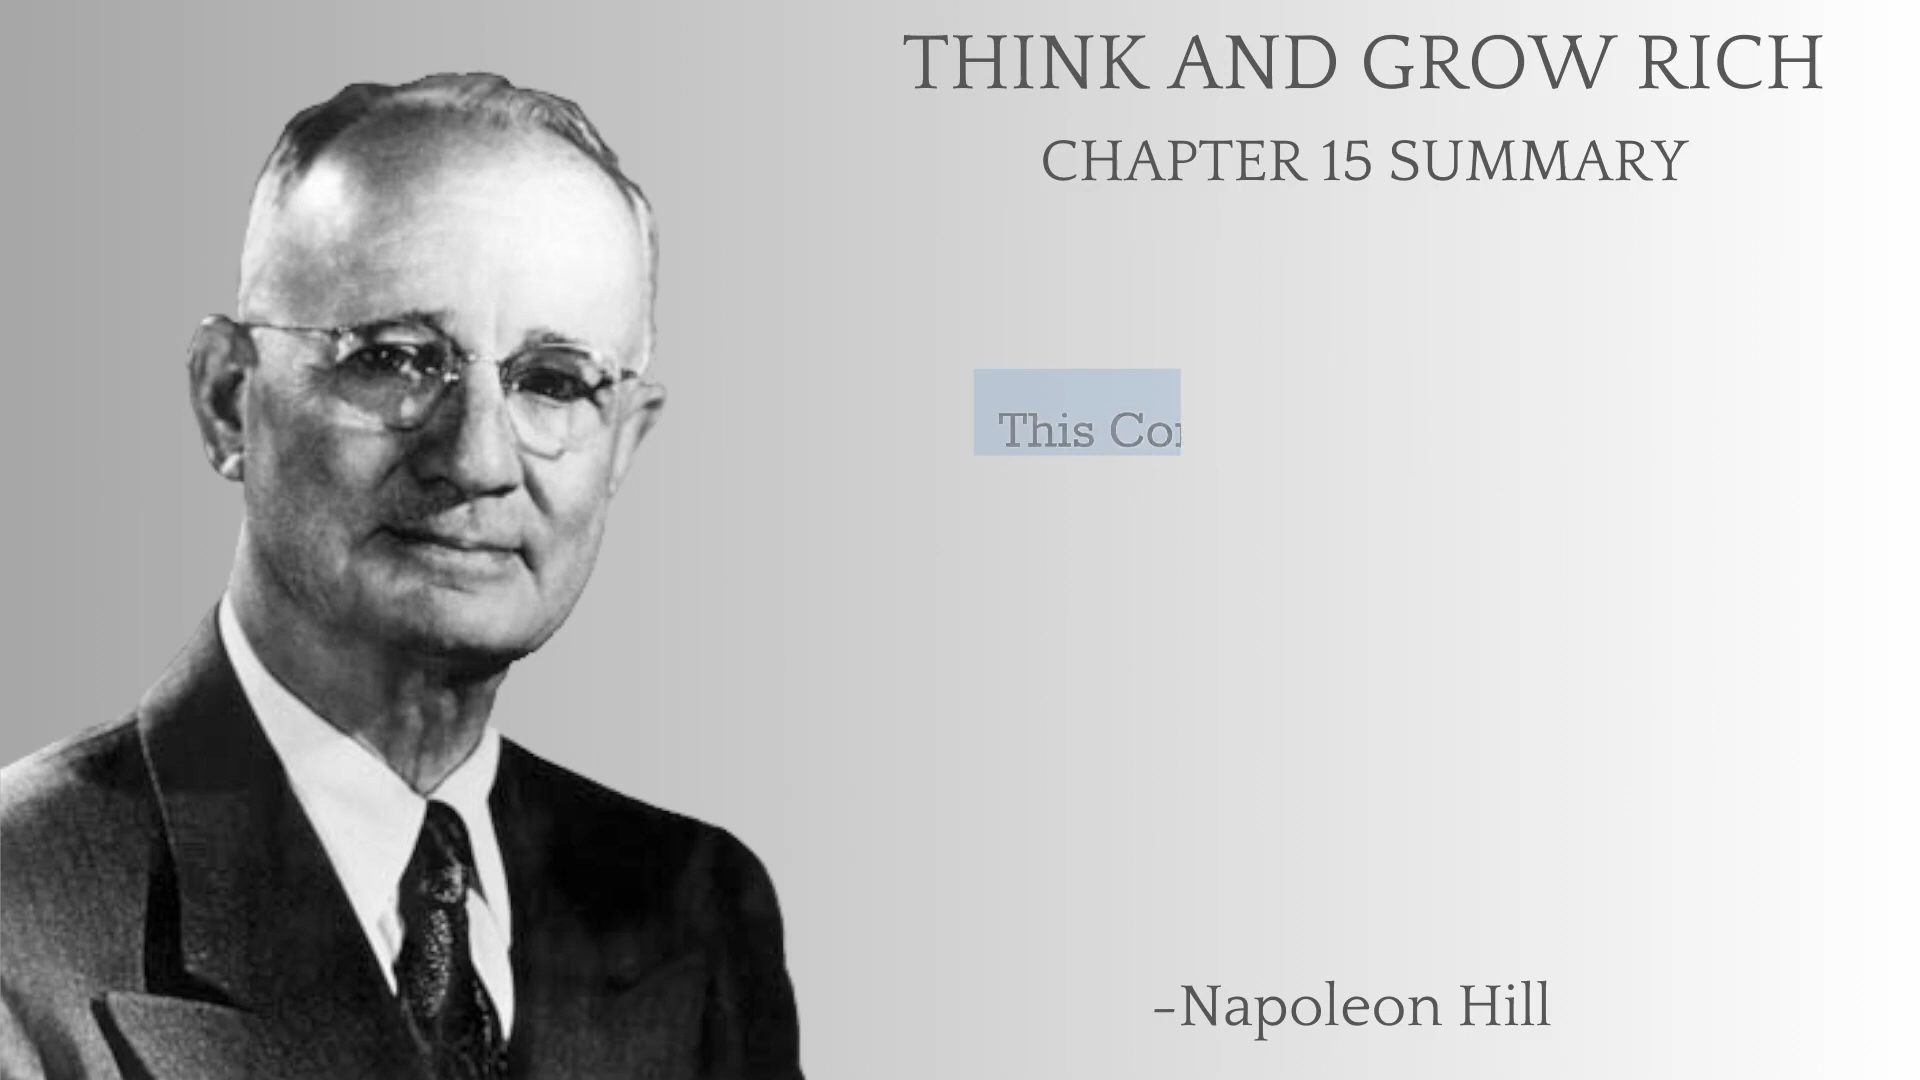 THINK AND GROW RICH
CHAPTER 15 SUMMARY
This
-Napoleon Hill